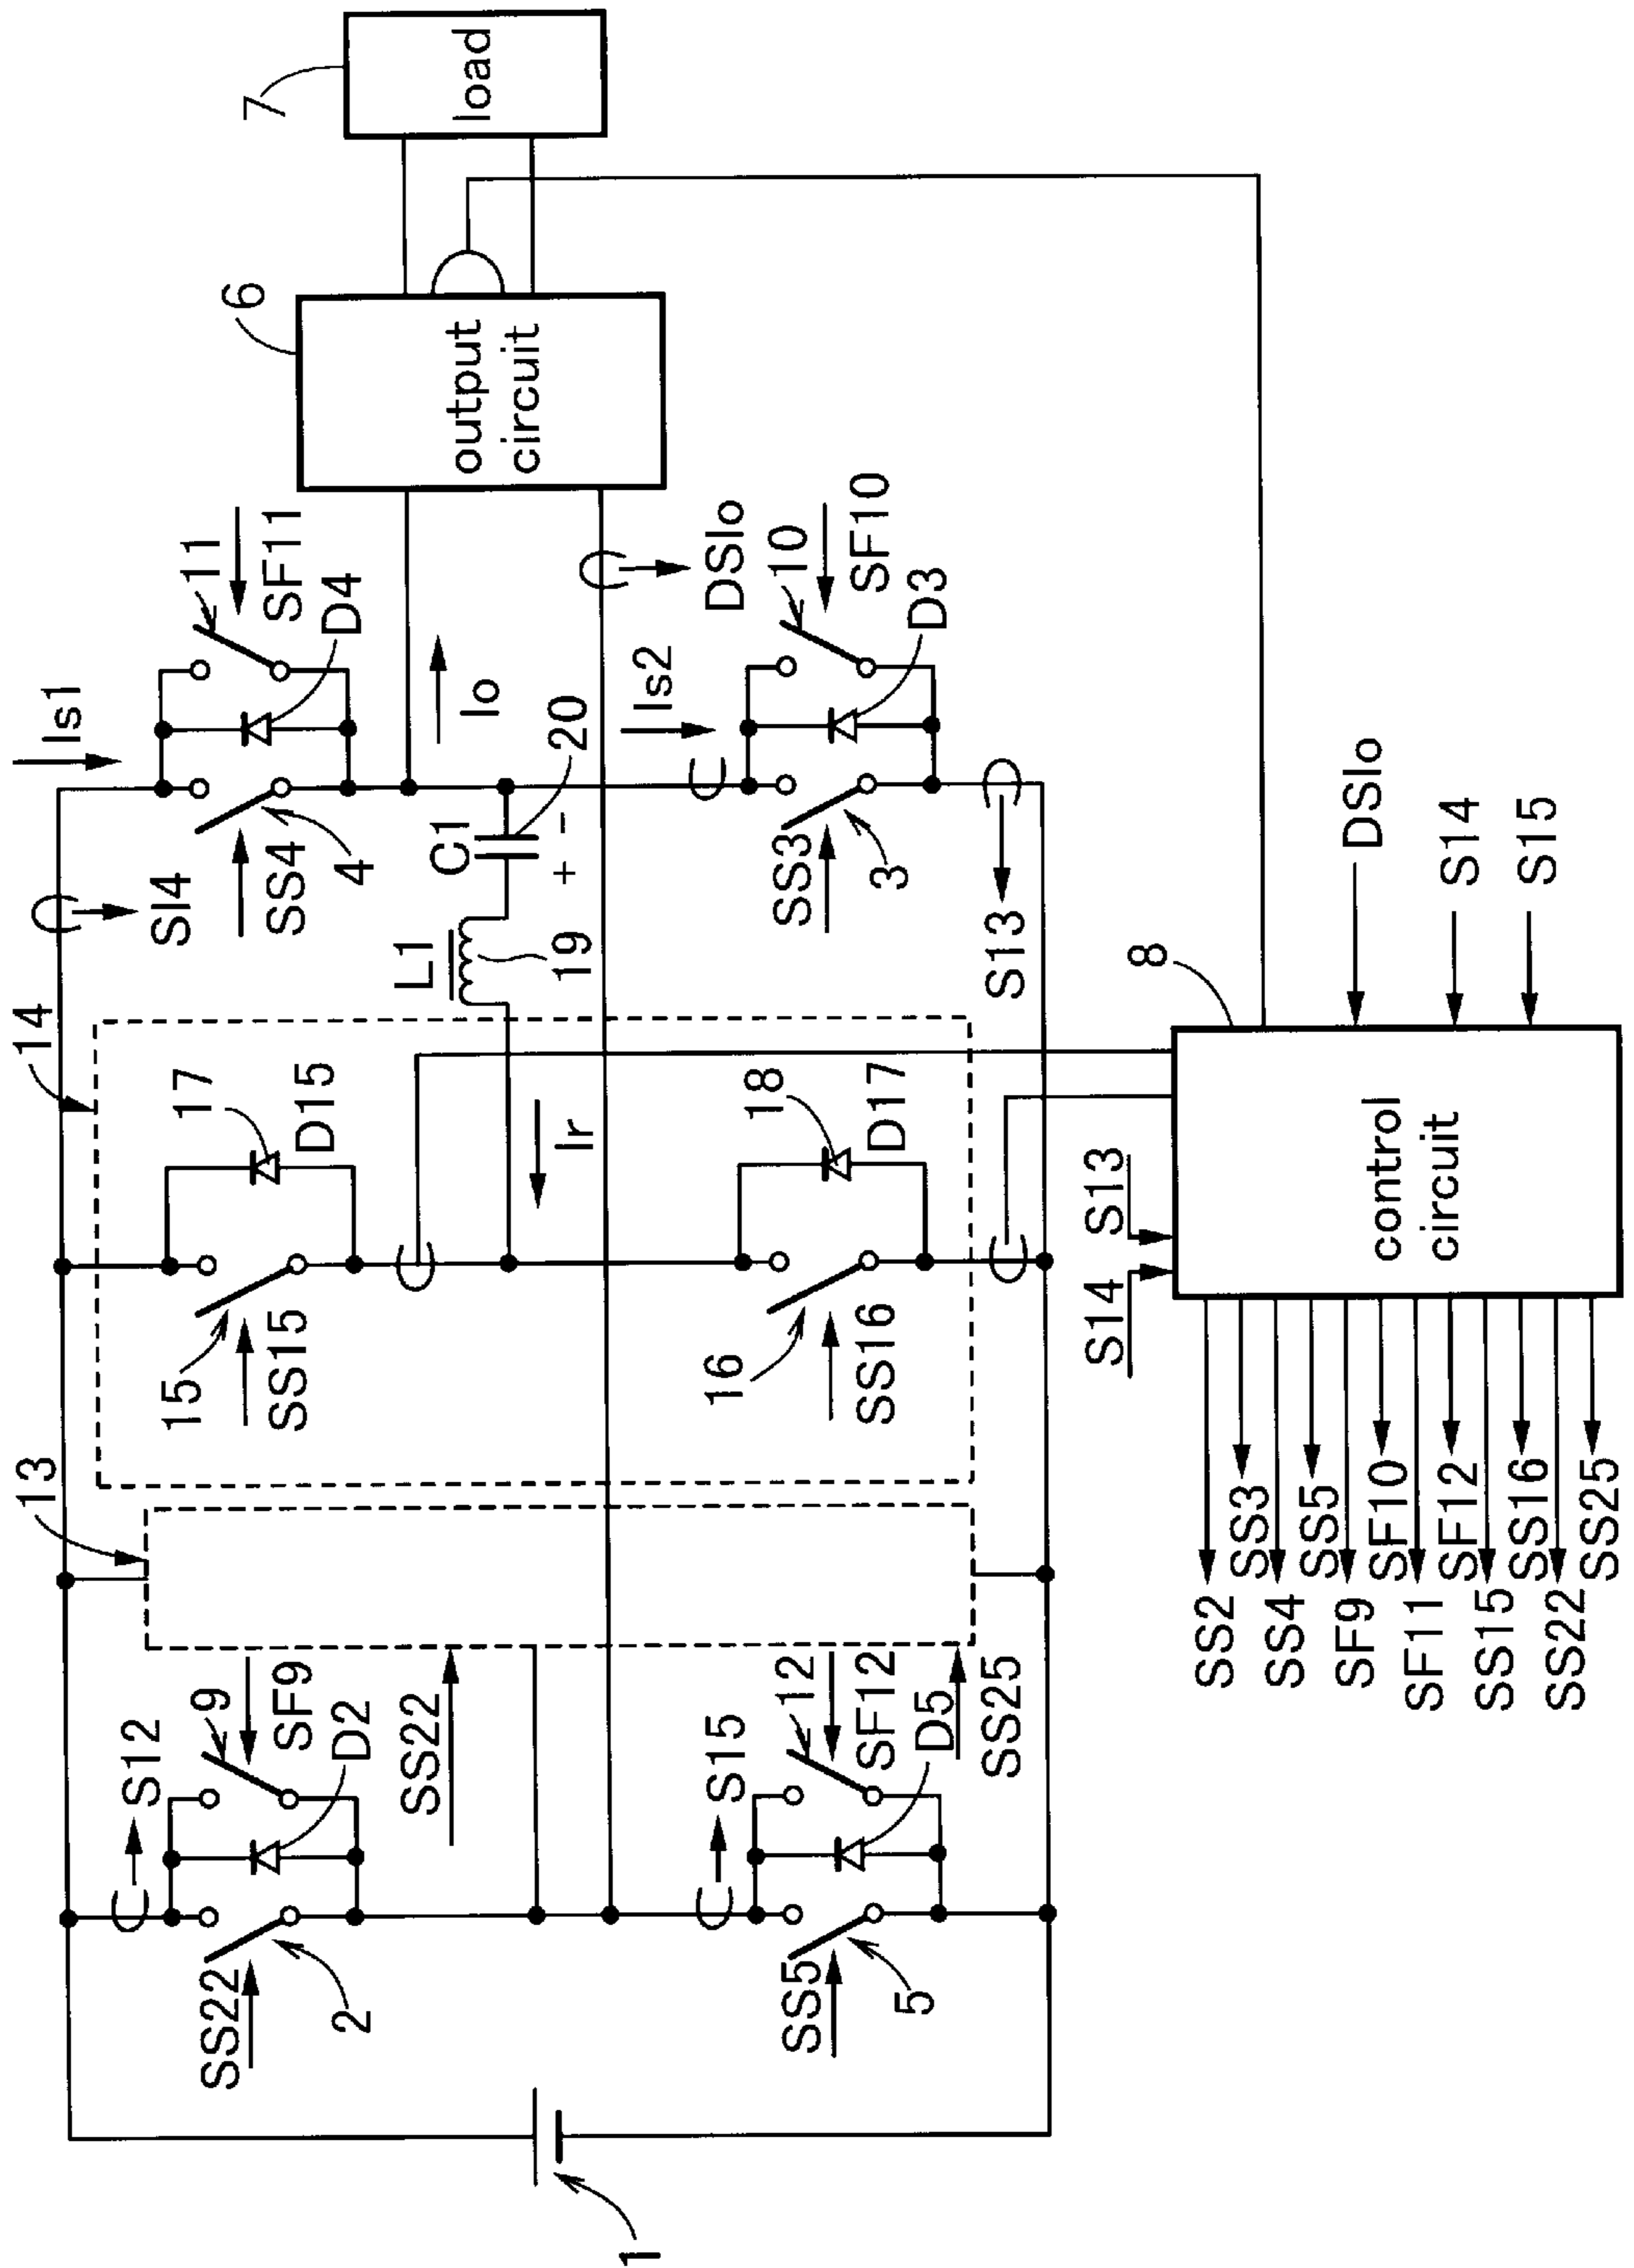 1
SS22
2
S12
9
SF9
D2
SS22
SS5
5
S15
12
SF12
D5
SS25
13
14
15
SS15
17
D15
16
SS16
18
D17
Ir
L1
19
C1
+ -
20
SI4
SS4
4
Is1
11
SF11
D4
Io
Is2
SS3
3
S13
10
SF10
D3
DSIo
6
output
circuit
7
load
8
control
circuit
S14
S13
DSIo
S14
S15
SS2
SS3
SS4
SS5
SF9
SF10
SF11
SF12
SS15
SS16
SS22
SS25